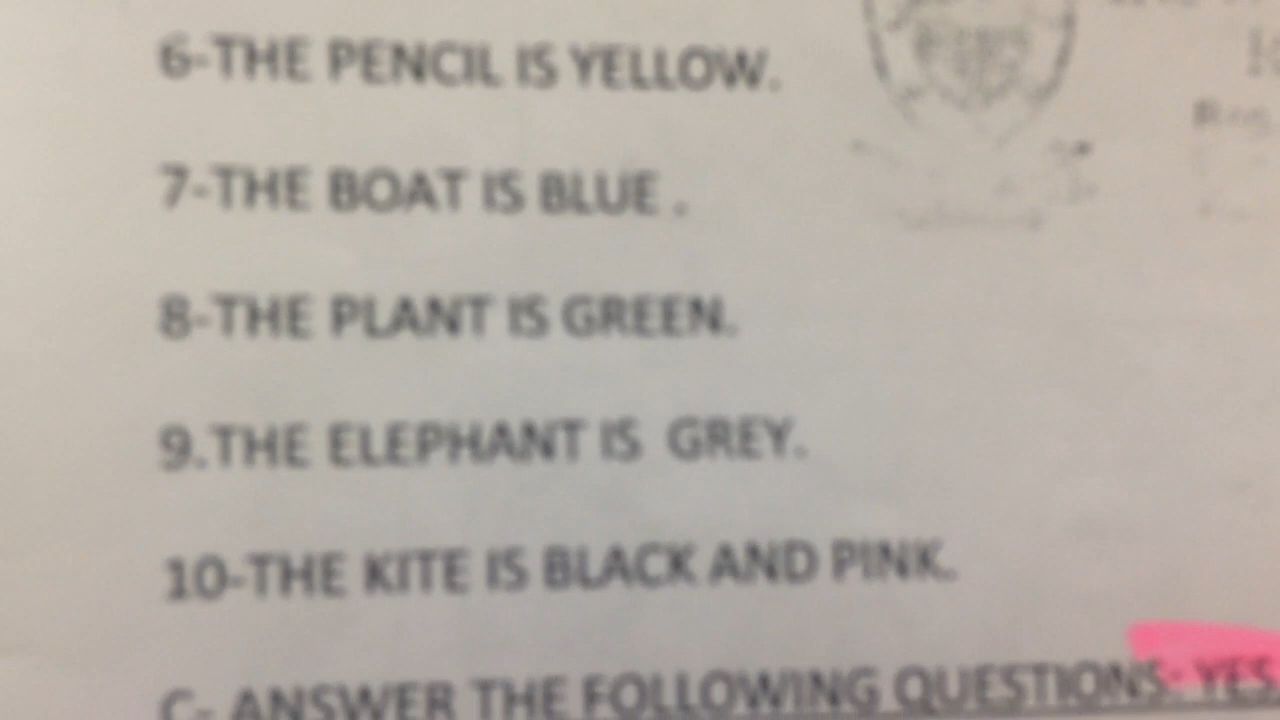 6-THE PENCIL IS YELLOW.
7-THE BOAT IS BLUE .
8-THE PLANT IS GREEN.
9.THE ELEPHANT IS GREY.
10-THE KITE IS BLACK AND PINK.
C- ANSWER THE FOLLOWING QUESTIONS: YES